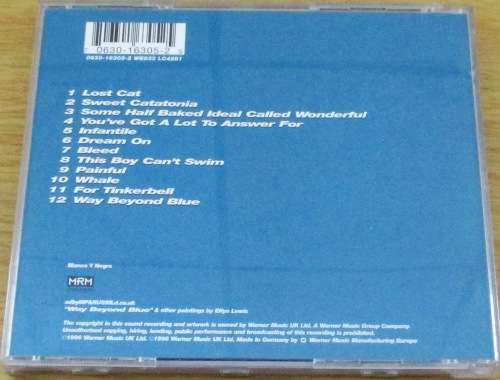 0630-16305-2
0630-16305-2 WE833 LC4281
1 Lost Cat
2 Sweet Catatonia
3 Some Half Baked Ideal Called Wonderful
4 You've Got A Lot To Answer For
5 Infantile
6 Dream On
7 Bleed
8 This Boy Can't Swim
9 Painful
10 Whale
11 For Tinkerbell
12 Way Beyond Blue
Blanco Y Negro
MRM
"Way Beyond Blue" & other paintings by Elfyn Lewis
The copyright in this sound recording and artwork is owned by Warner Music UK Ltd. A Warner Music Group Company
Unauthorised copying, hiring, lending, public performance and broadcasting of this recording is prohibited.
℗1996 Warner Music UK Ltd. ©1996 Warner Music UK Ltd. Made in Germany by Warner Music Manufacturing Europe